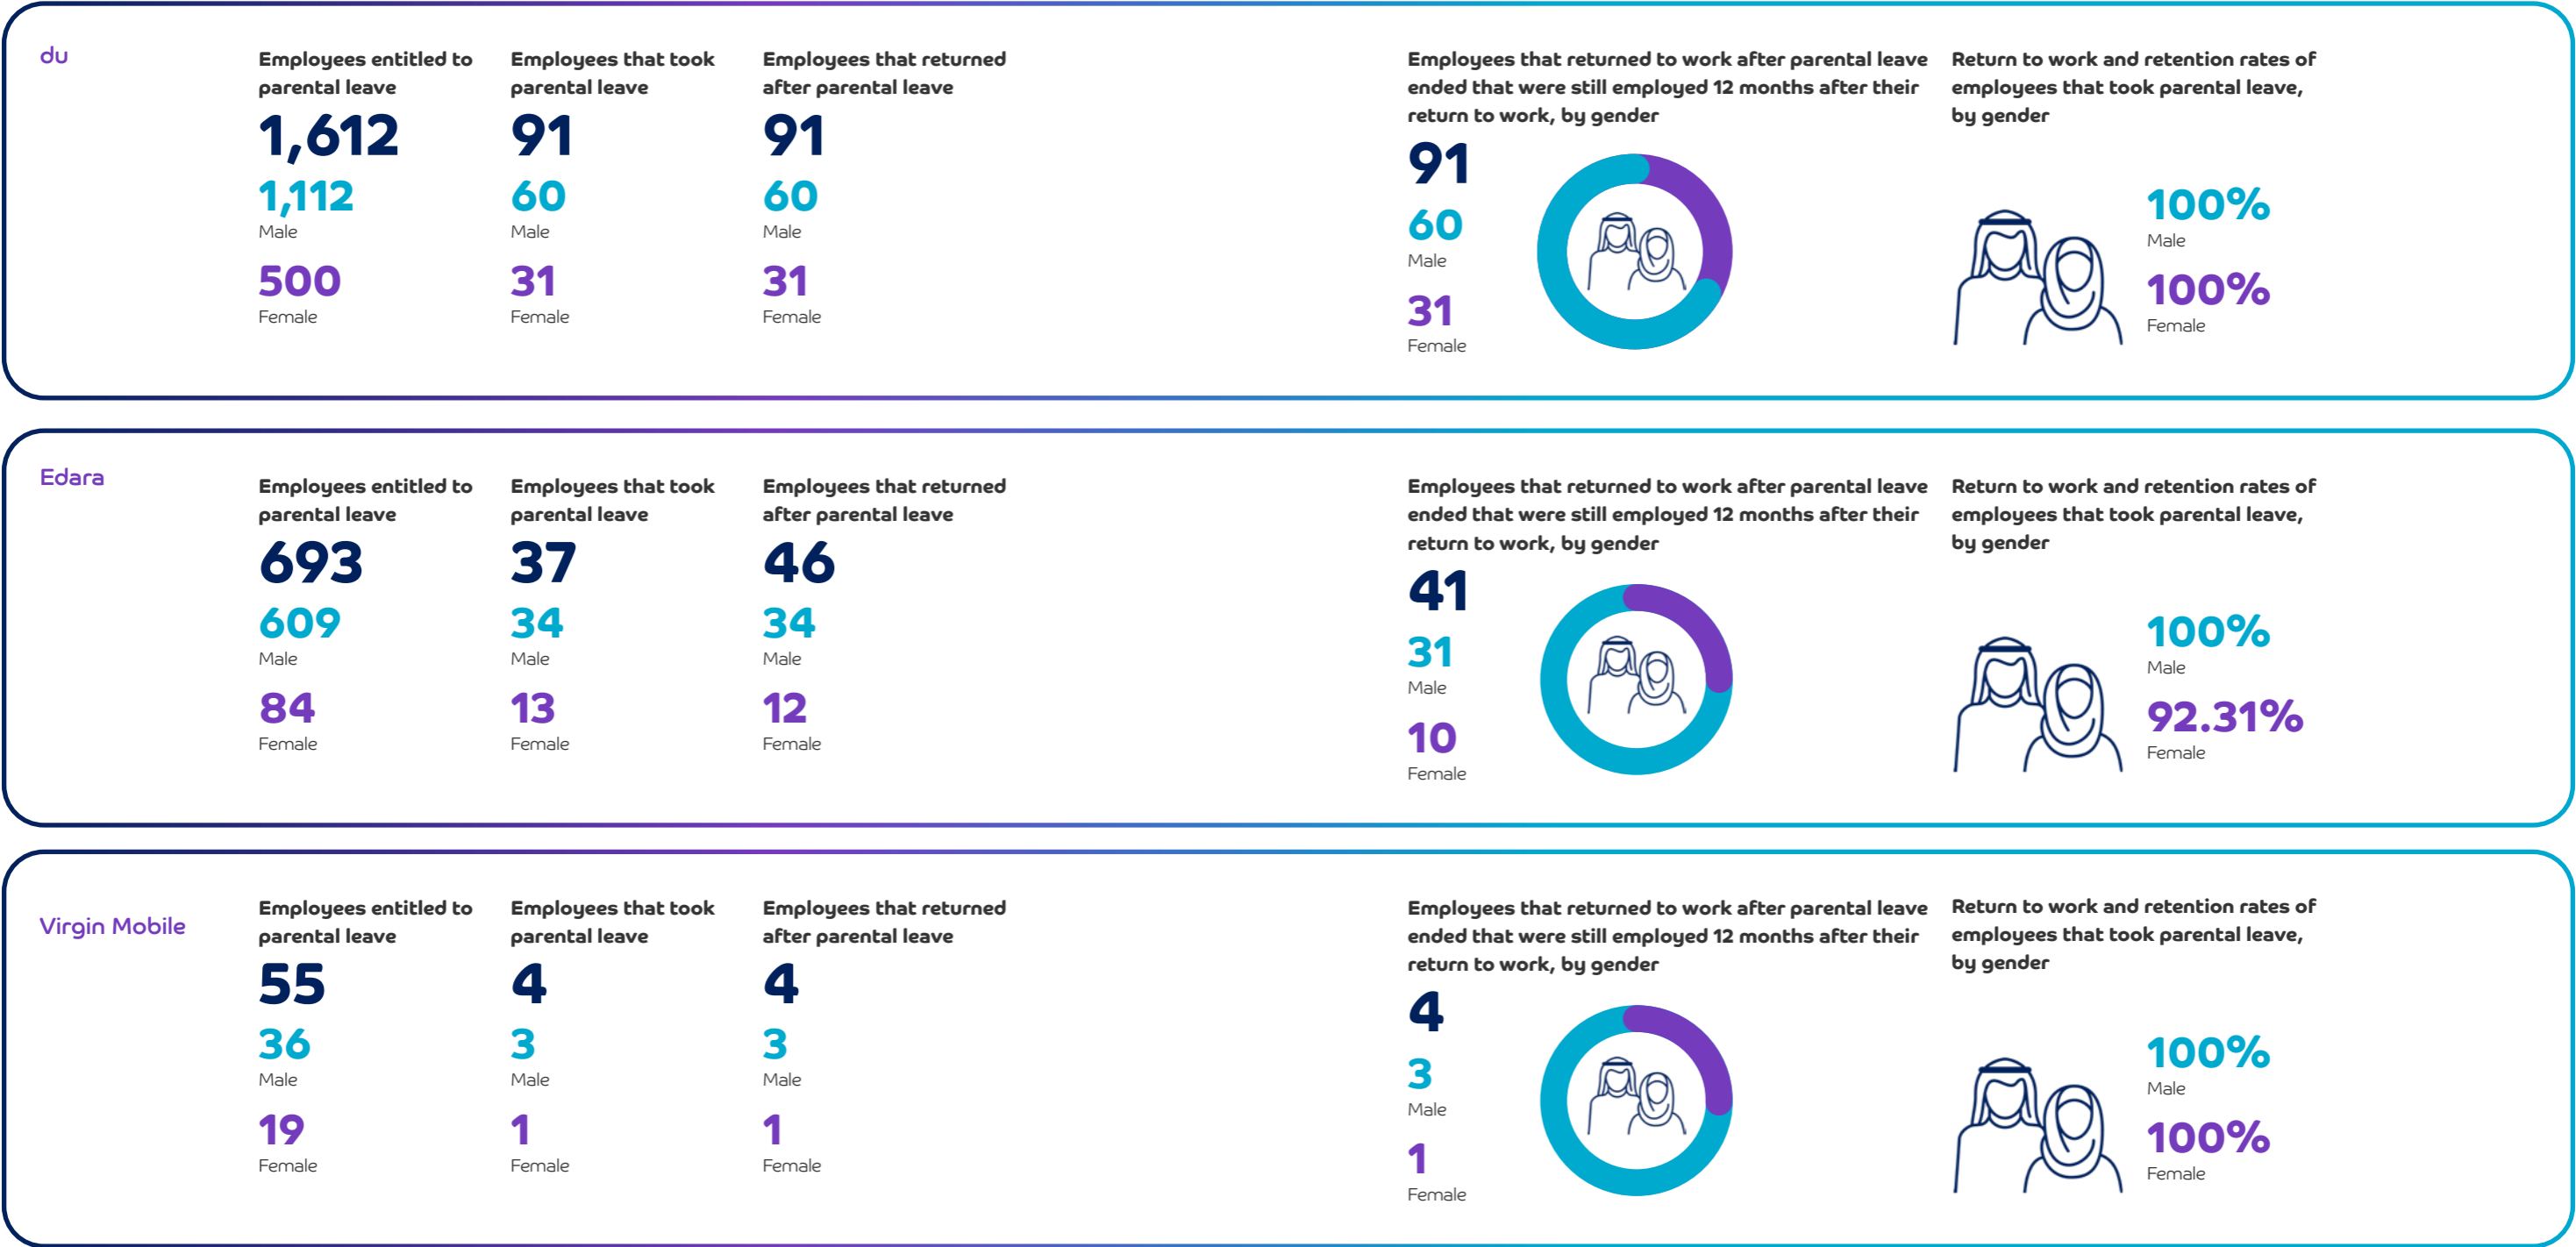 du
Employees entitled to
parental leave
1,612
1,112
Male
500
Female
Employees that took
parental leave
91
60
Male
31
Female
Employees that returned
after parental leave
91
60
Male
31
Female
Employees that returned to work after parental leave
ended that were still employed 12 months after their
return to work, by gender
91
60
Male
31
Female
Return to work and retention rates of
employees that took parental leave,
by gender
100%
Male
100%
Female
Edara
Employees entitled to
parental leave
693
609
Male
84
Female
Employees that took
parental leave
37
34
Male
13
Female
Employees that returned
after parental leave
46
34
Male
12
Female
Employees that returned to work after parental leave
ended that were still employed 12 months after their
return to work, by gender
41
31
Male
10
Female
Return to work and retention rates of
employees that took parental leave,
by gender
100%
Male
92.31%
Female
Virgin Mobile
Employees entitled to
parental leave
55
36
Male
19
Female
Employees that took
parental leave
4
3
Male
1
Female
Employees that returned
after parental leave
4
3
Male
1
Female
Employees that returned to work after parental leave
ended that were still employed 12 months after their
return to work, by gender
4
3
Male
1
Female
Return to work and retention rates of
employees that took parental leave,
by gender
100%
Male
100%
Female